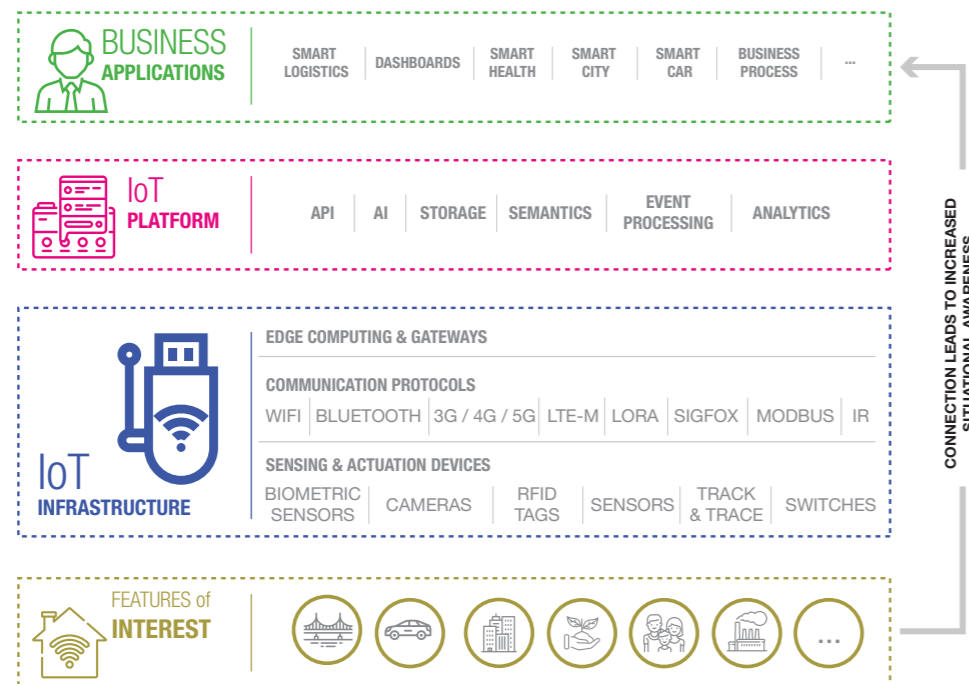 BUSINESS
APPLICATIONS
SMART
LOGISTICS
DASHBOARDS
SMART
HEALTH
SMART
CITY
SMART
CAR
BUSINESS
PROCESS
...
IoT
PLATFORM
API
AI
STORAGE
SEMANTICS
EVENT
PROCESSING
ANALYTICS
IoT
INFRASTRUCTURE
EDGE COMPUTING & GATEWAYS
COMMUNICATION PROTOCOLS
WIFI
BLUETOOTH
3G / 4G / 5G
LTE-M
LORA
SIGFOX
MODBUS
IR
SENSING & ACTUATION DEVICES
BIOMETRIC
SENSORS
CAMERAS
RFID
TAGS
SENSORS
TRACK
& TRACE
SWITCHES
FEATURES of
INTEREST
...
CONNECTION LEADS TO INCREASED
SITUATIONAL AWARENESS